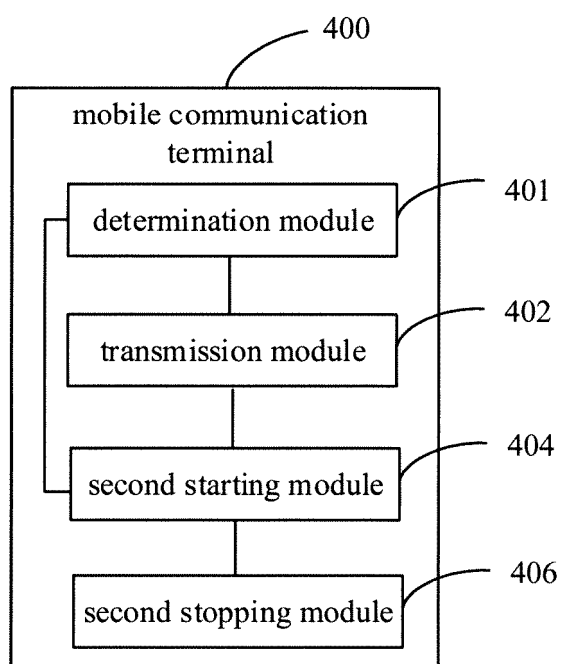 400
mobile communication
terminal
401
determination module
402
transmission module
404
second starting module
406
second stopping module